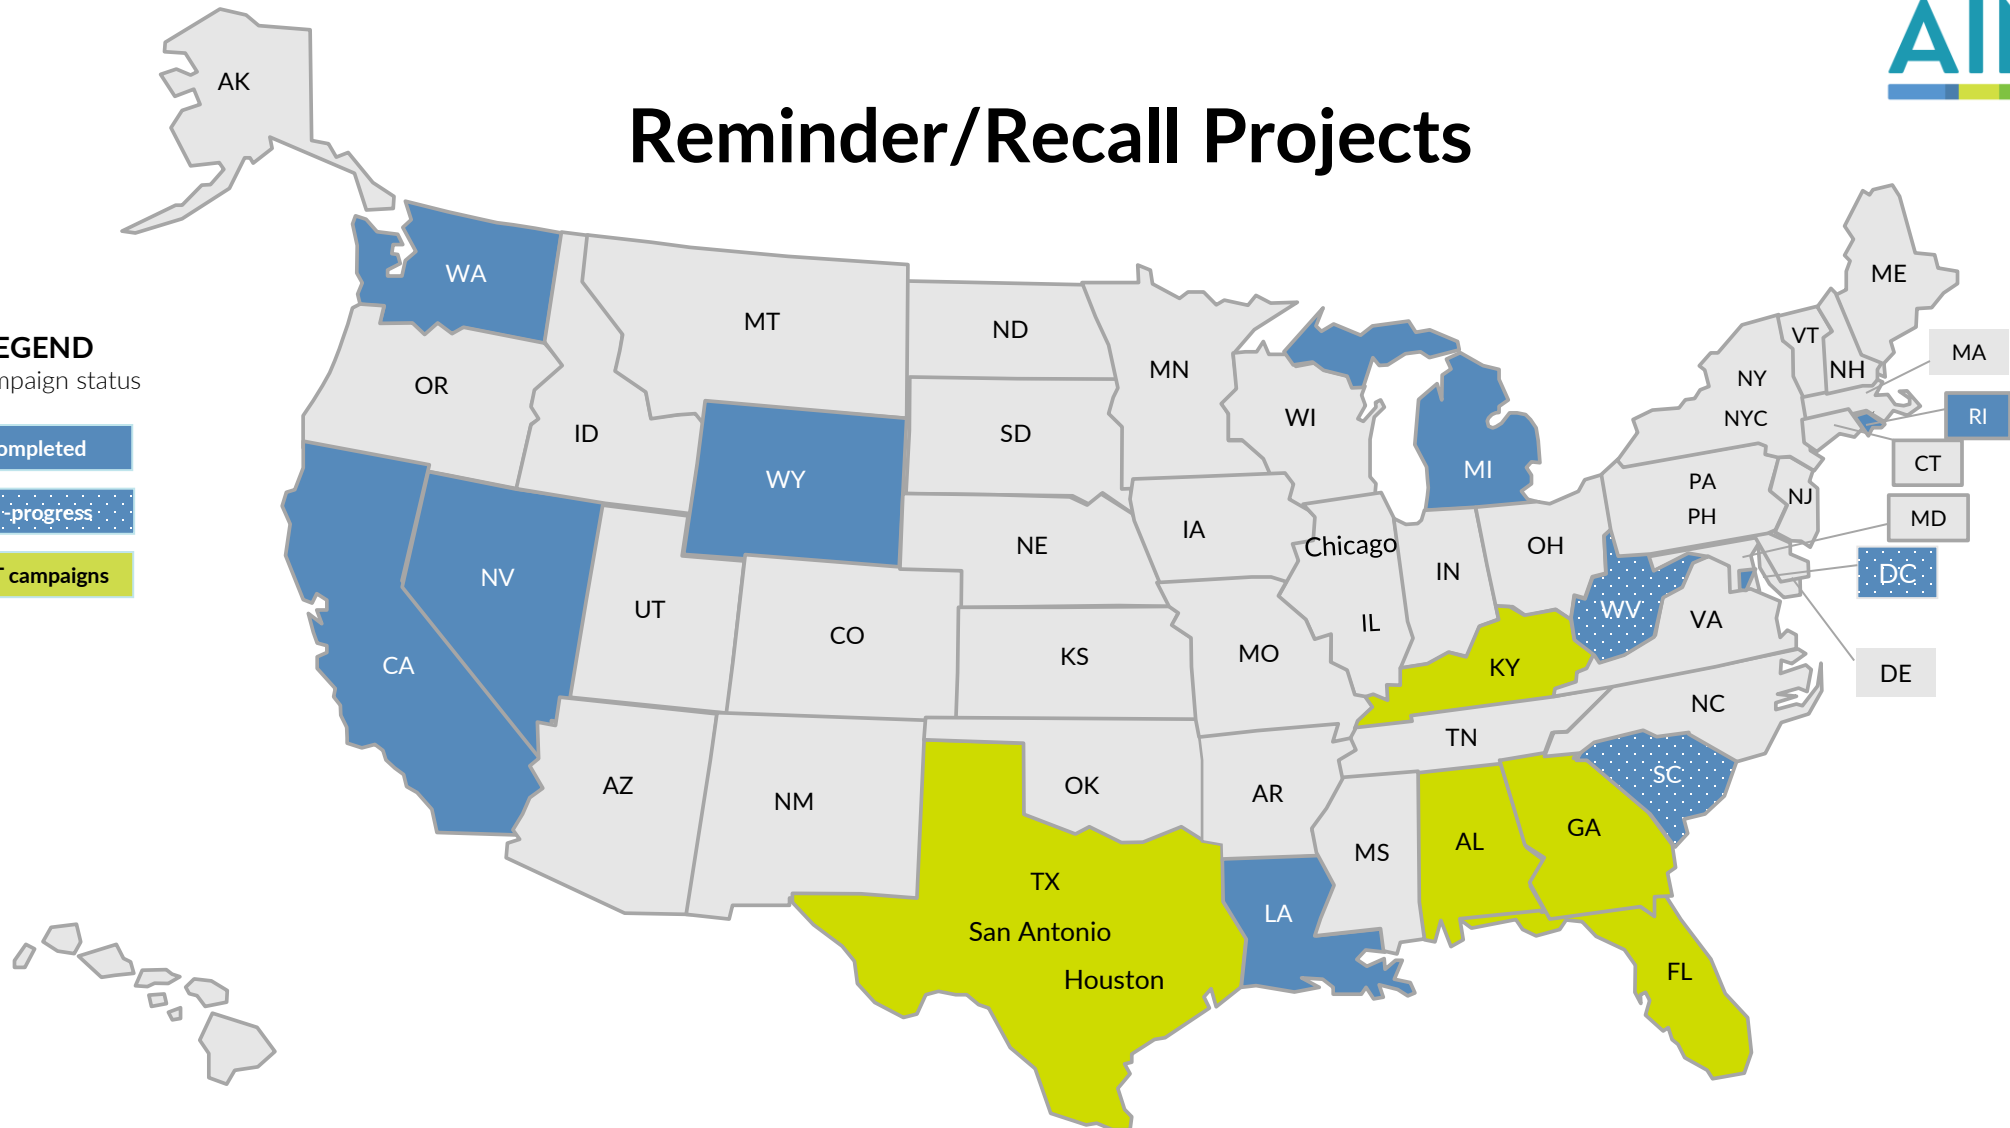 AK
Reminder/Recall Projects
WA
MT
ND
MN
ME
VT
MA
EGEND
mpaign status
OR
ID
SD
WI
NY
NH
NYC
RI
ompleted
WY
MI
CT
PA
NJ
-progress
PH
MD
IA
NE
Chicago
OH
IN
T campaigns
NV
DC
UT
WV
CO
IL
VA
KS
MO
CA
KY
DE
NC
TN
AZ
NM
OK
AR
SC
GA
AL
MS
TX
LA
San Antonio
FL
Houston